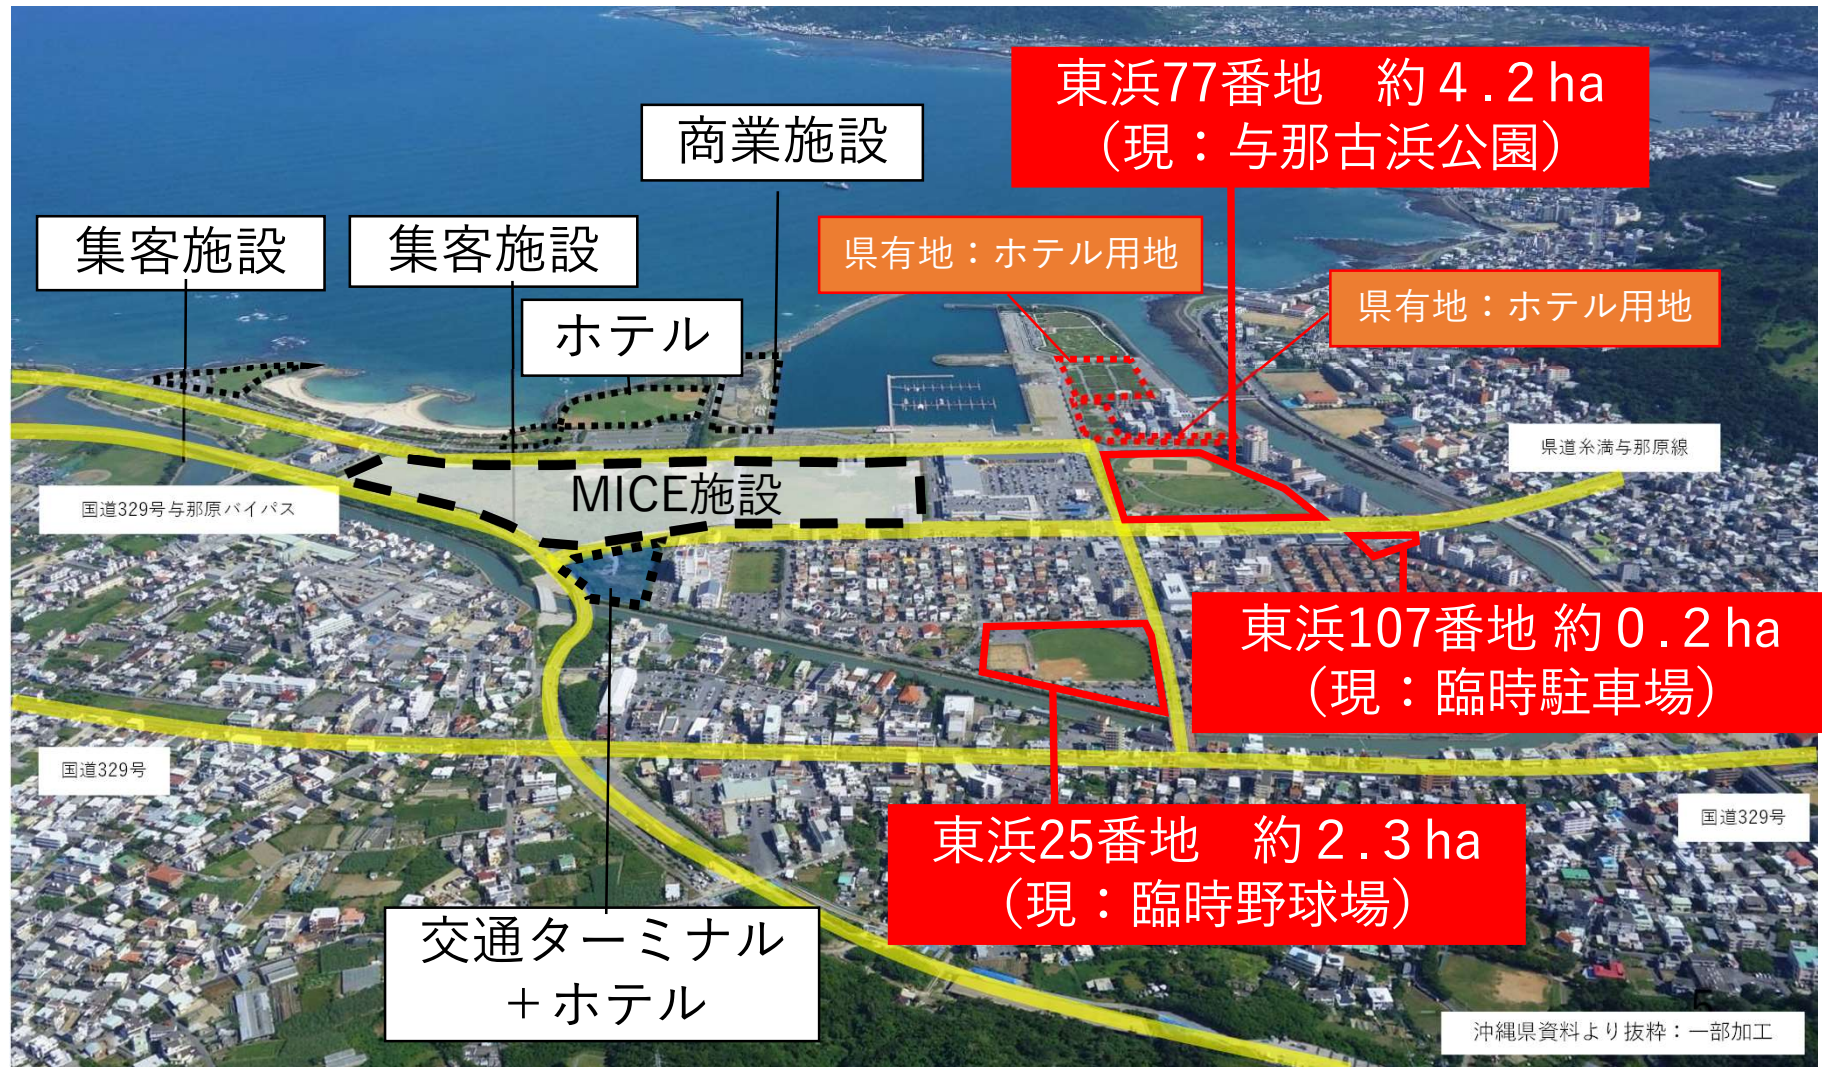 東浜77番地　約４.２ha
（現：与那古浜公園）
商業施設
集客施設
集客施設
県有地：ホテル用地
県有地：ホテル用地
ホテル
県道糸満与那原線
MICE施設
国道329号与那原バイパス
東浜107番地 約０.２ha
（現：臨時駐車場）
国道329号
国道329号
東浜25番地　約２.３ha
（現：臨時野球場）
交通ターミナル
＋ホテル
5
沖縄県資料より抜粋：一部加工